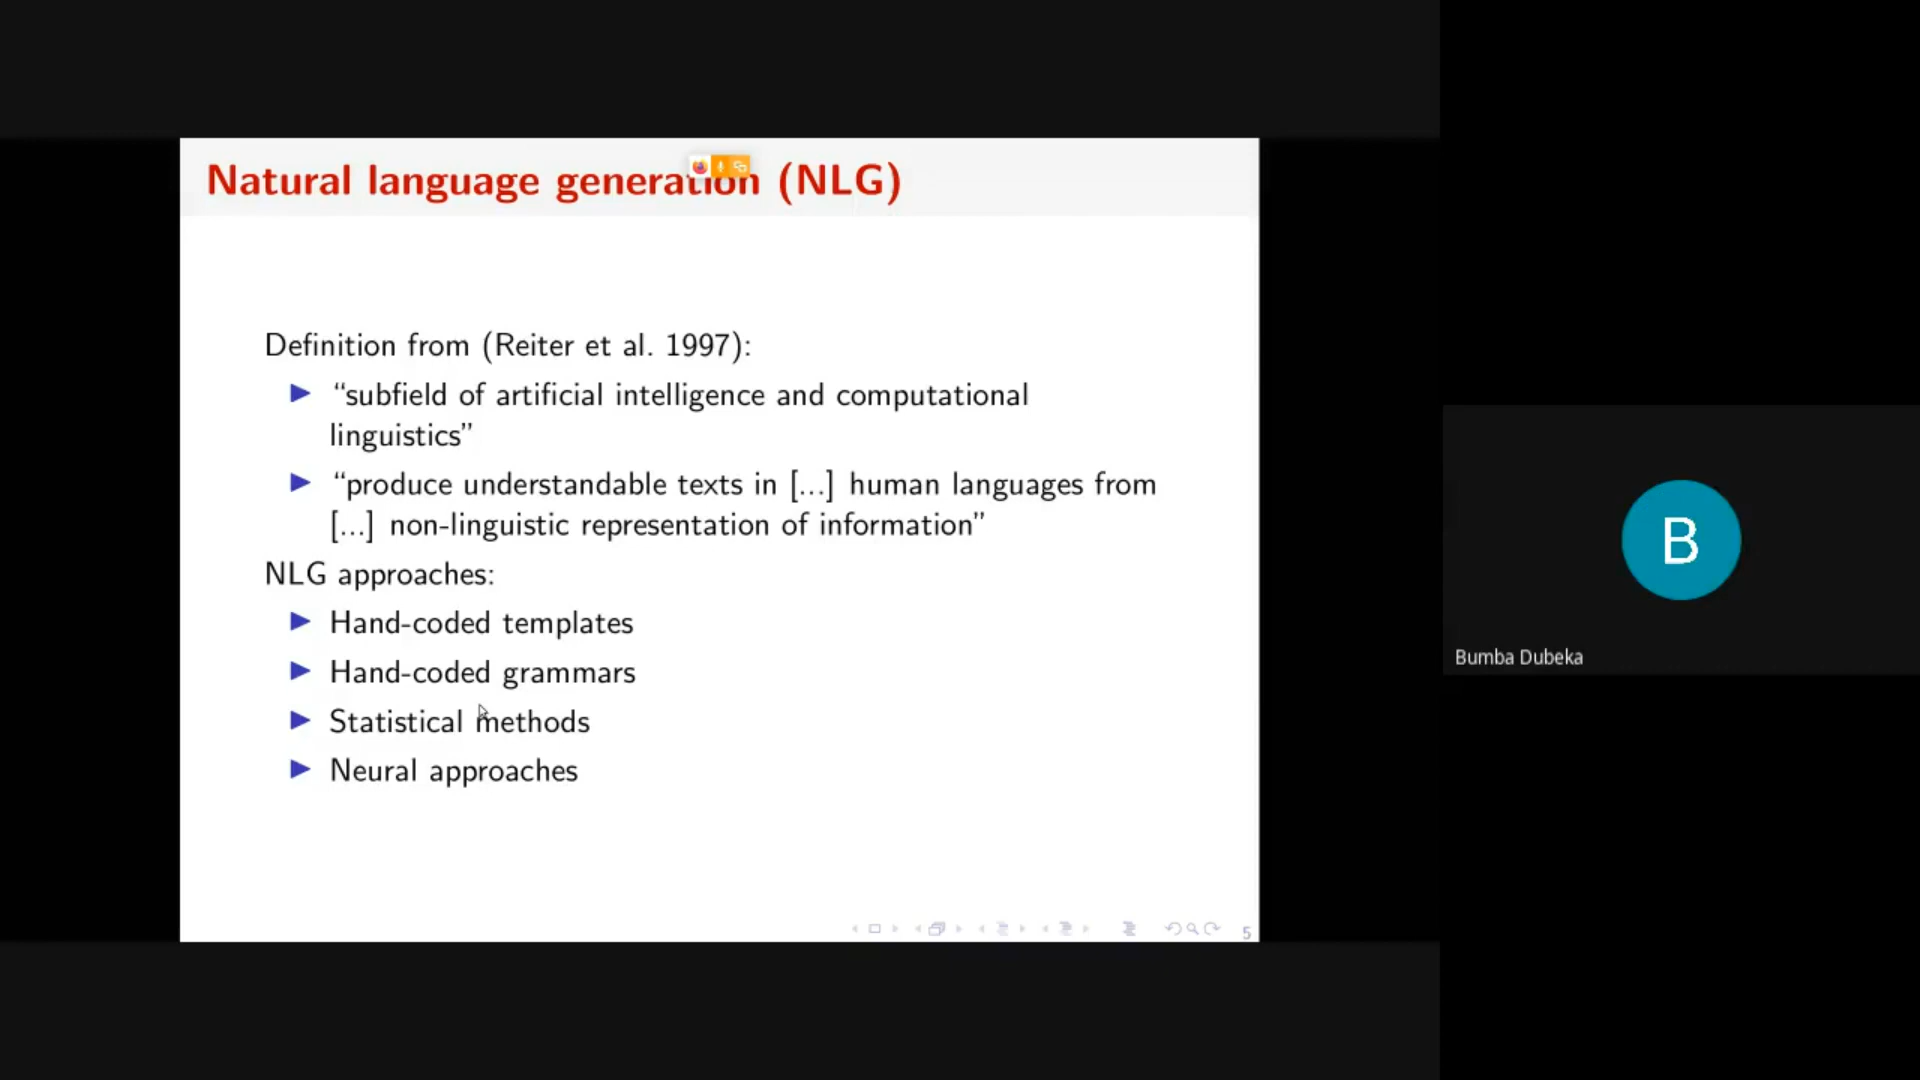 Natural language generation (NLG)
Definition from (Reiter et al. 1997):
“subfield of artificial intelligence and computational
linguistics”
“produce understandable texts in [...] human languages from
[...] non-linguistic representation of information”
NLG approaches:
Hand-coded templates
Hand-coded grammars
Statistical methods
Neural approaches
5
B
Bumba Dubeka